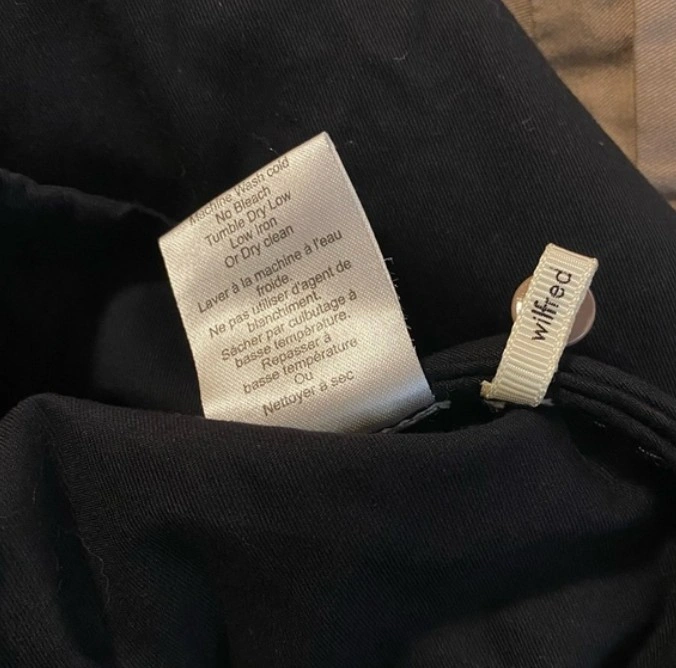 Machine Wash cold
No Bleach
Tumble Dry Low
Low Iron
Or Dry clean
Laver à la machine à l'eau
froide.
Ne pas utiliser d'agent de
blanchiment.
Sécher par culbutage à
basse température.
Repasser à
basse température
Ou
Nettoyer à sec
wilfred